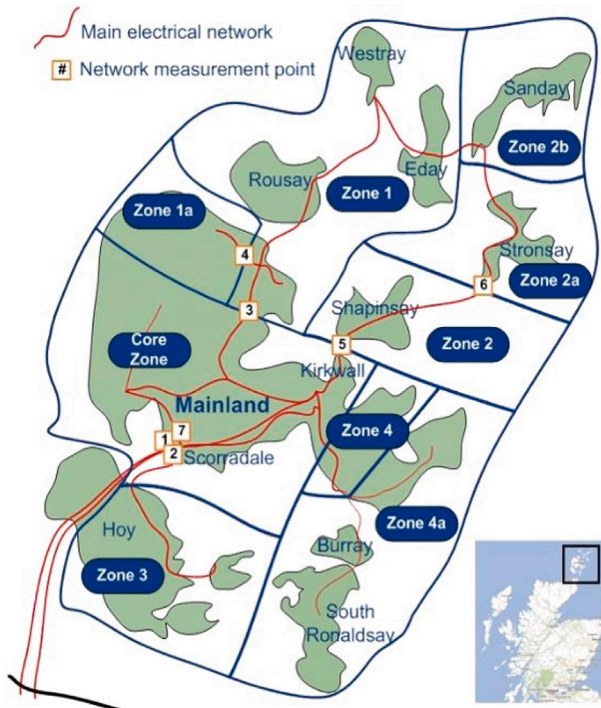 Main electrical network
# Network measurement point
Westray
Sanday
Zone 2b
Eday
Rousay
Zone 1
Zone 1a
Stronsay
4
Zone 2a
6
3
Shapinsay
5
Zone 2
Core
Zone
Kirkwall
Mainland
7
Zone 4
1
2
Scorradale
Zone 4a
Hoy
Burray
Zone 3
South
Ronaldsay